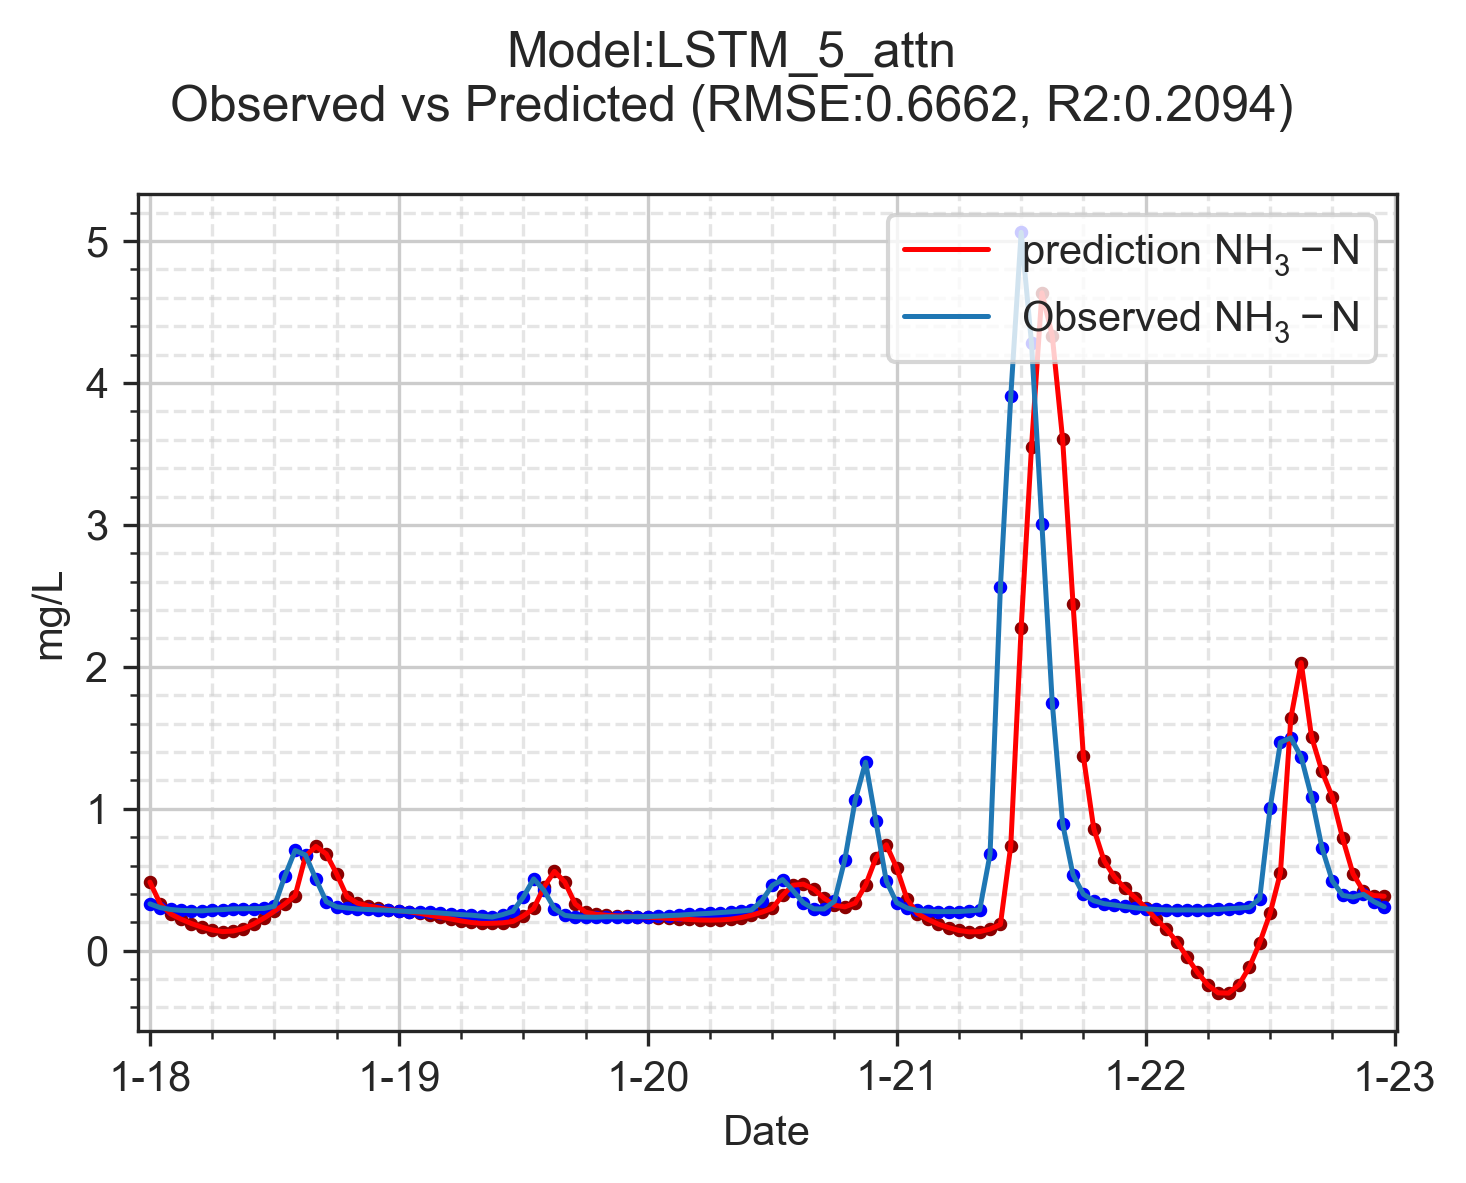 Model:LSTM_5_attn
Observed vs Predicted (RMSE:0.6662, R2:0.2094)
prediction NH₃ − N
Observed NH₃ − N
5
4
3
2
1
0
mg/L
1-18 1-19 1-20 1-21 1-22 1-23
Date